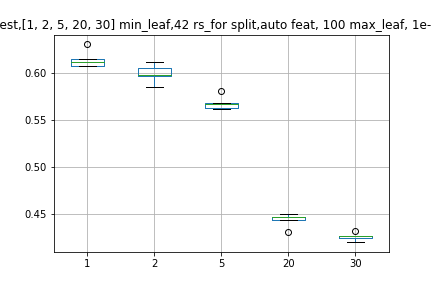 est,[1, 2, 5, 20, 30] min_leaf,42 rs_for split,auto feat, 100 max_leaf, 1e-
0.60
0.55
0.50
0.45
1 2 5 20 30